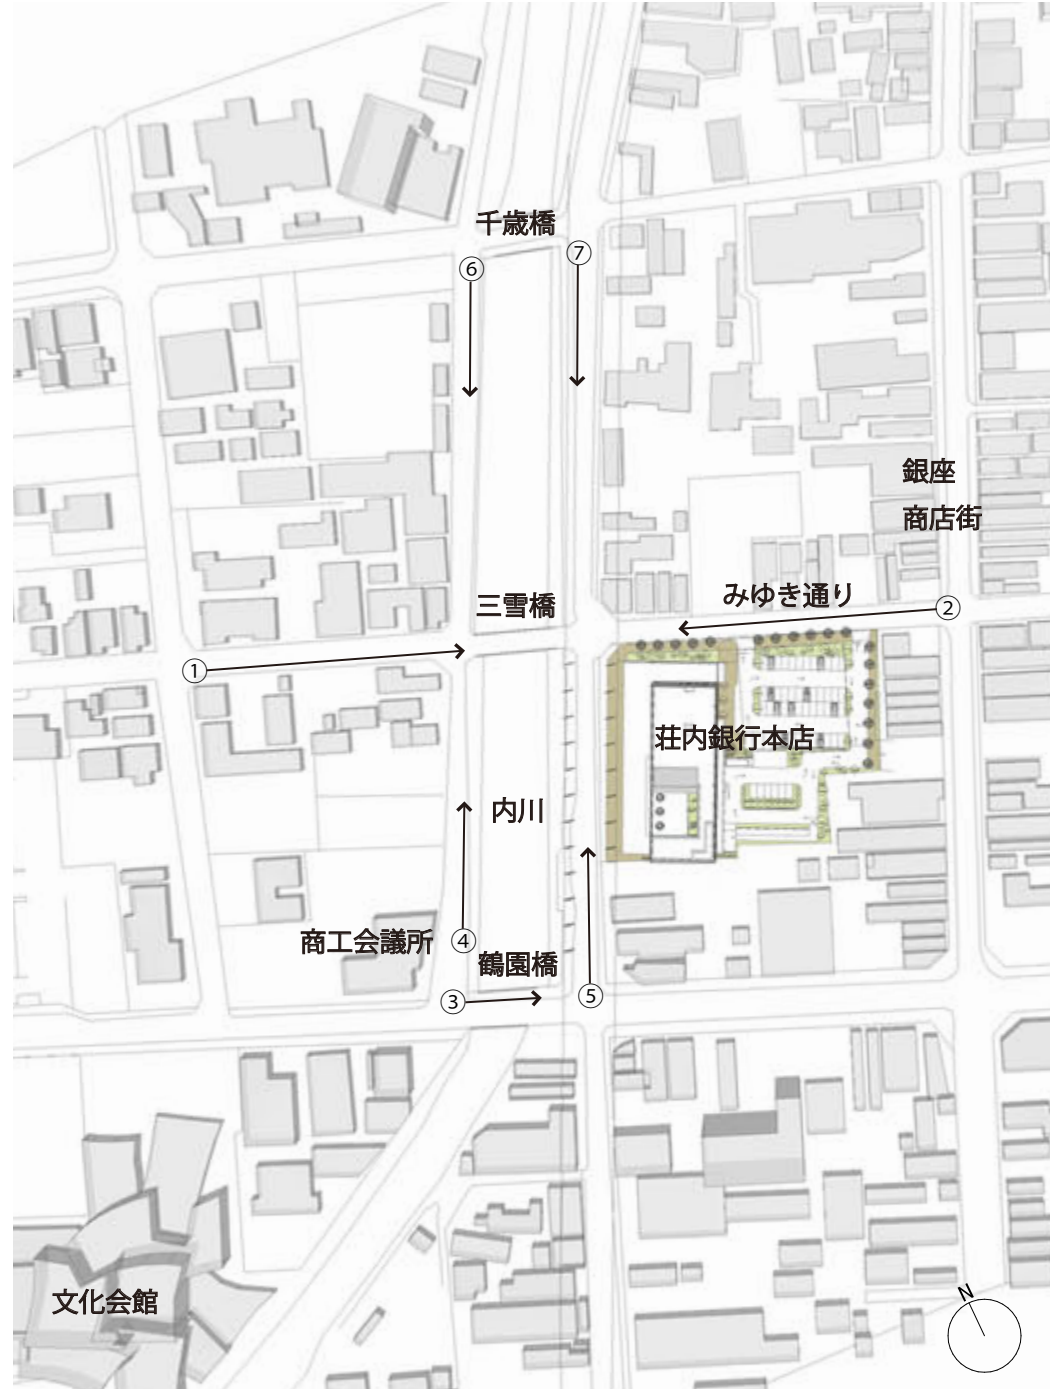 千歳橋
⑥
⑦
銀座
商店街
三雪橋
みゆき通り
②
①
荘内銀行本店
内川
商工会議所
④
鶴園橋
③
⑤
文化会館
N